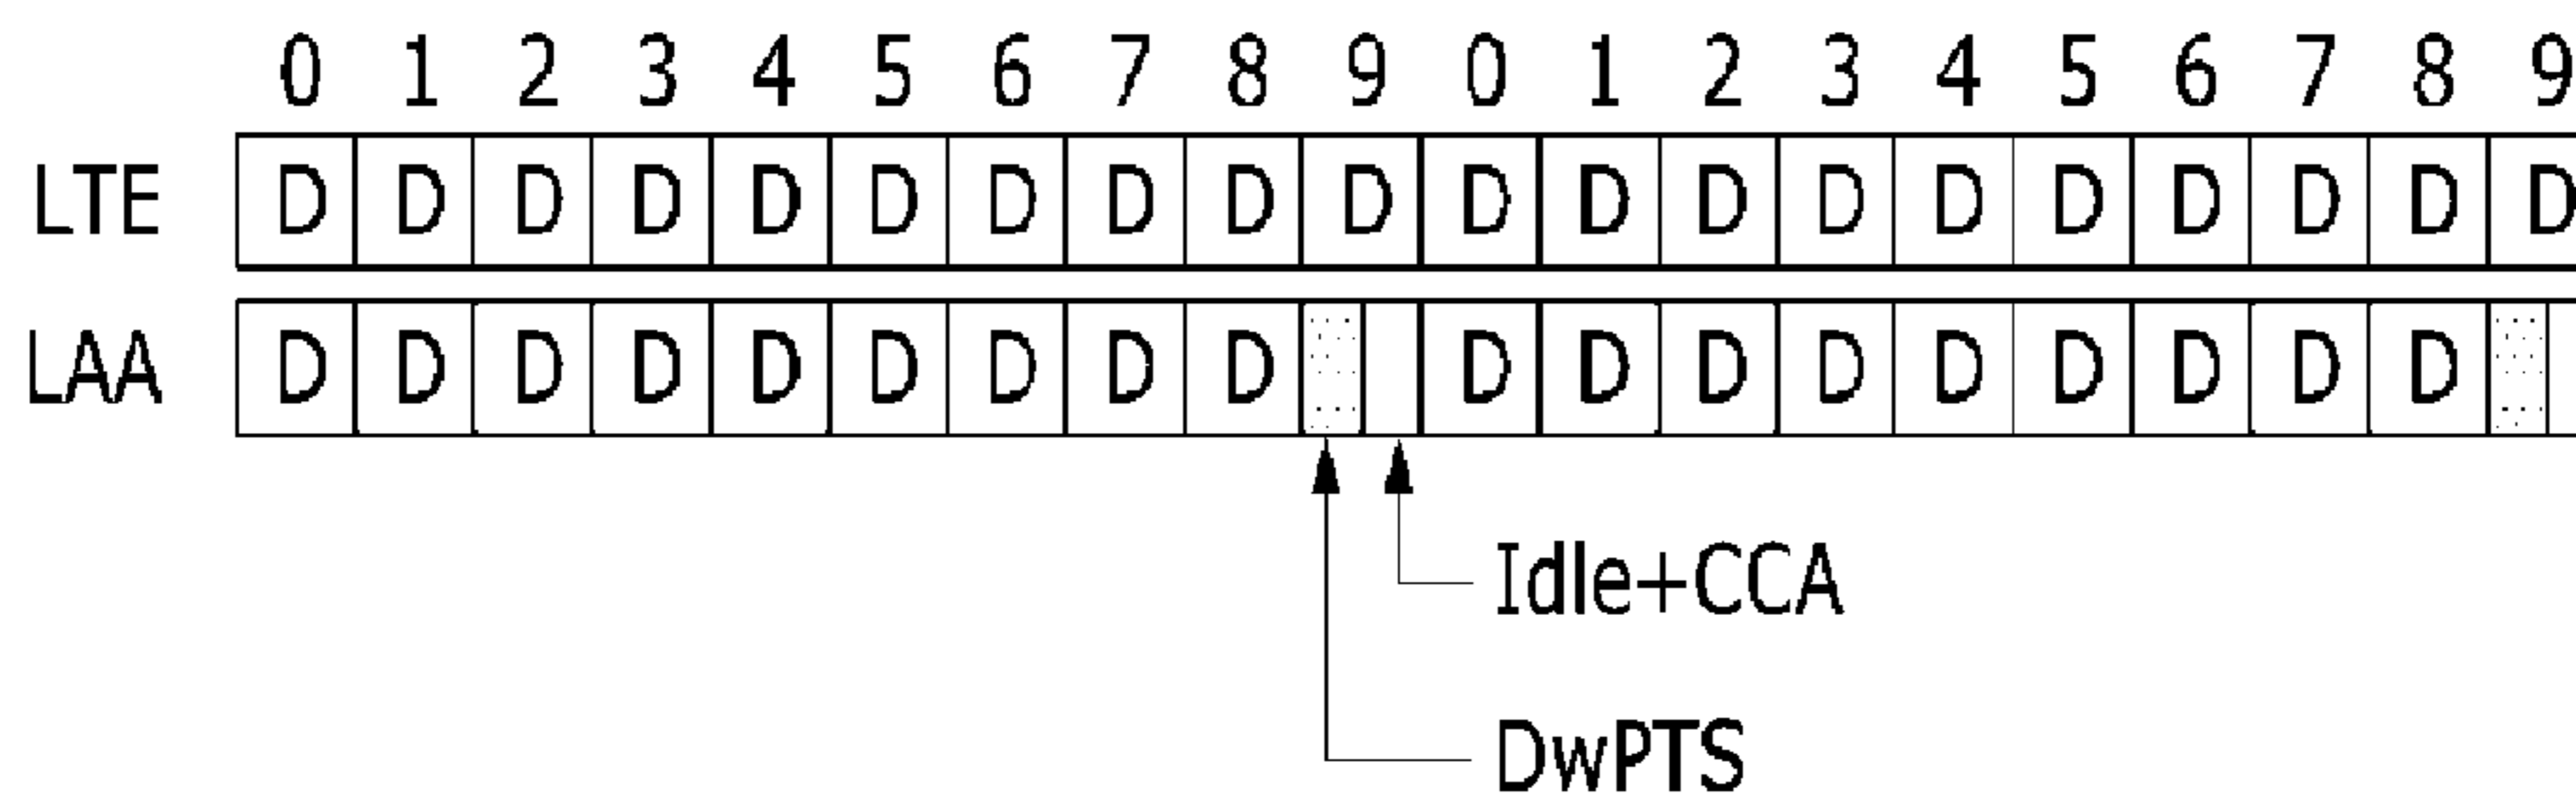 0 1 2 3 4 5 6 7 8 9 0 1 2 3 4 5 6 7 8 9
LTE D D D D D D D D D D D D D D D D D D D D
LAA D D D D D D D D D D D D D D D D D D
Idle+CCA
DwPTS